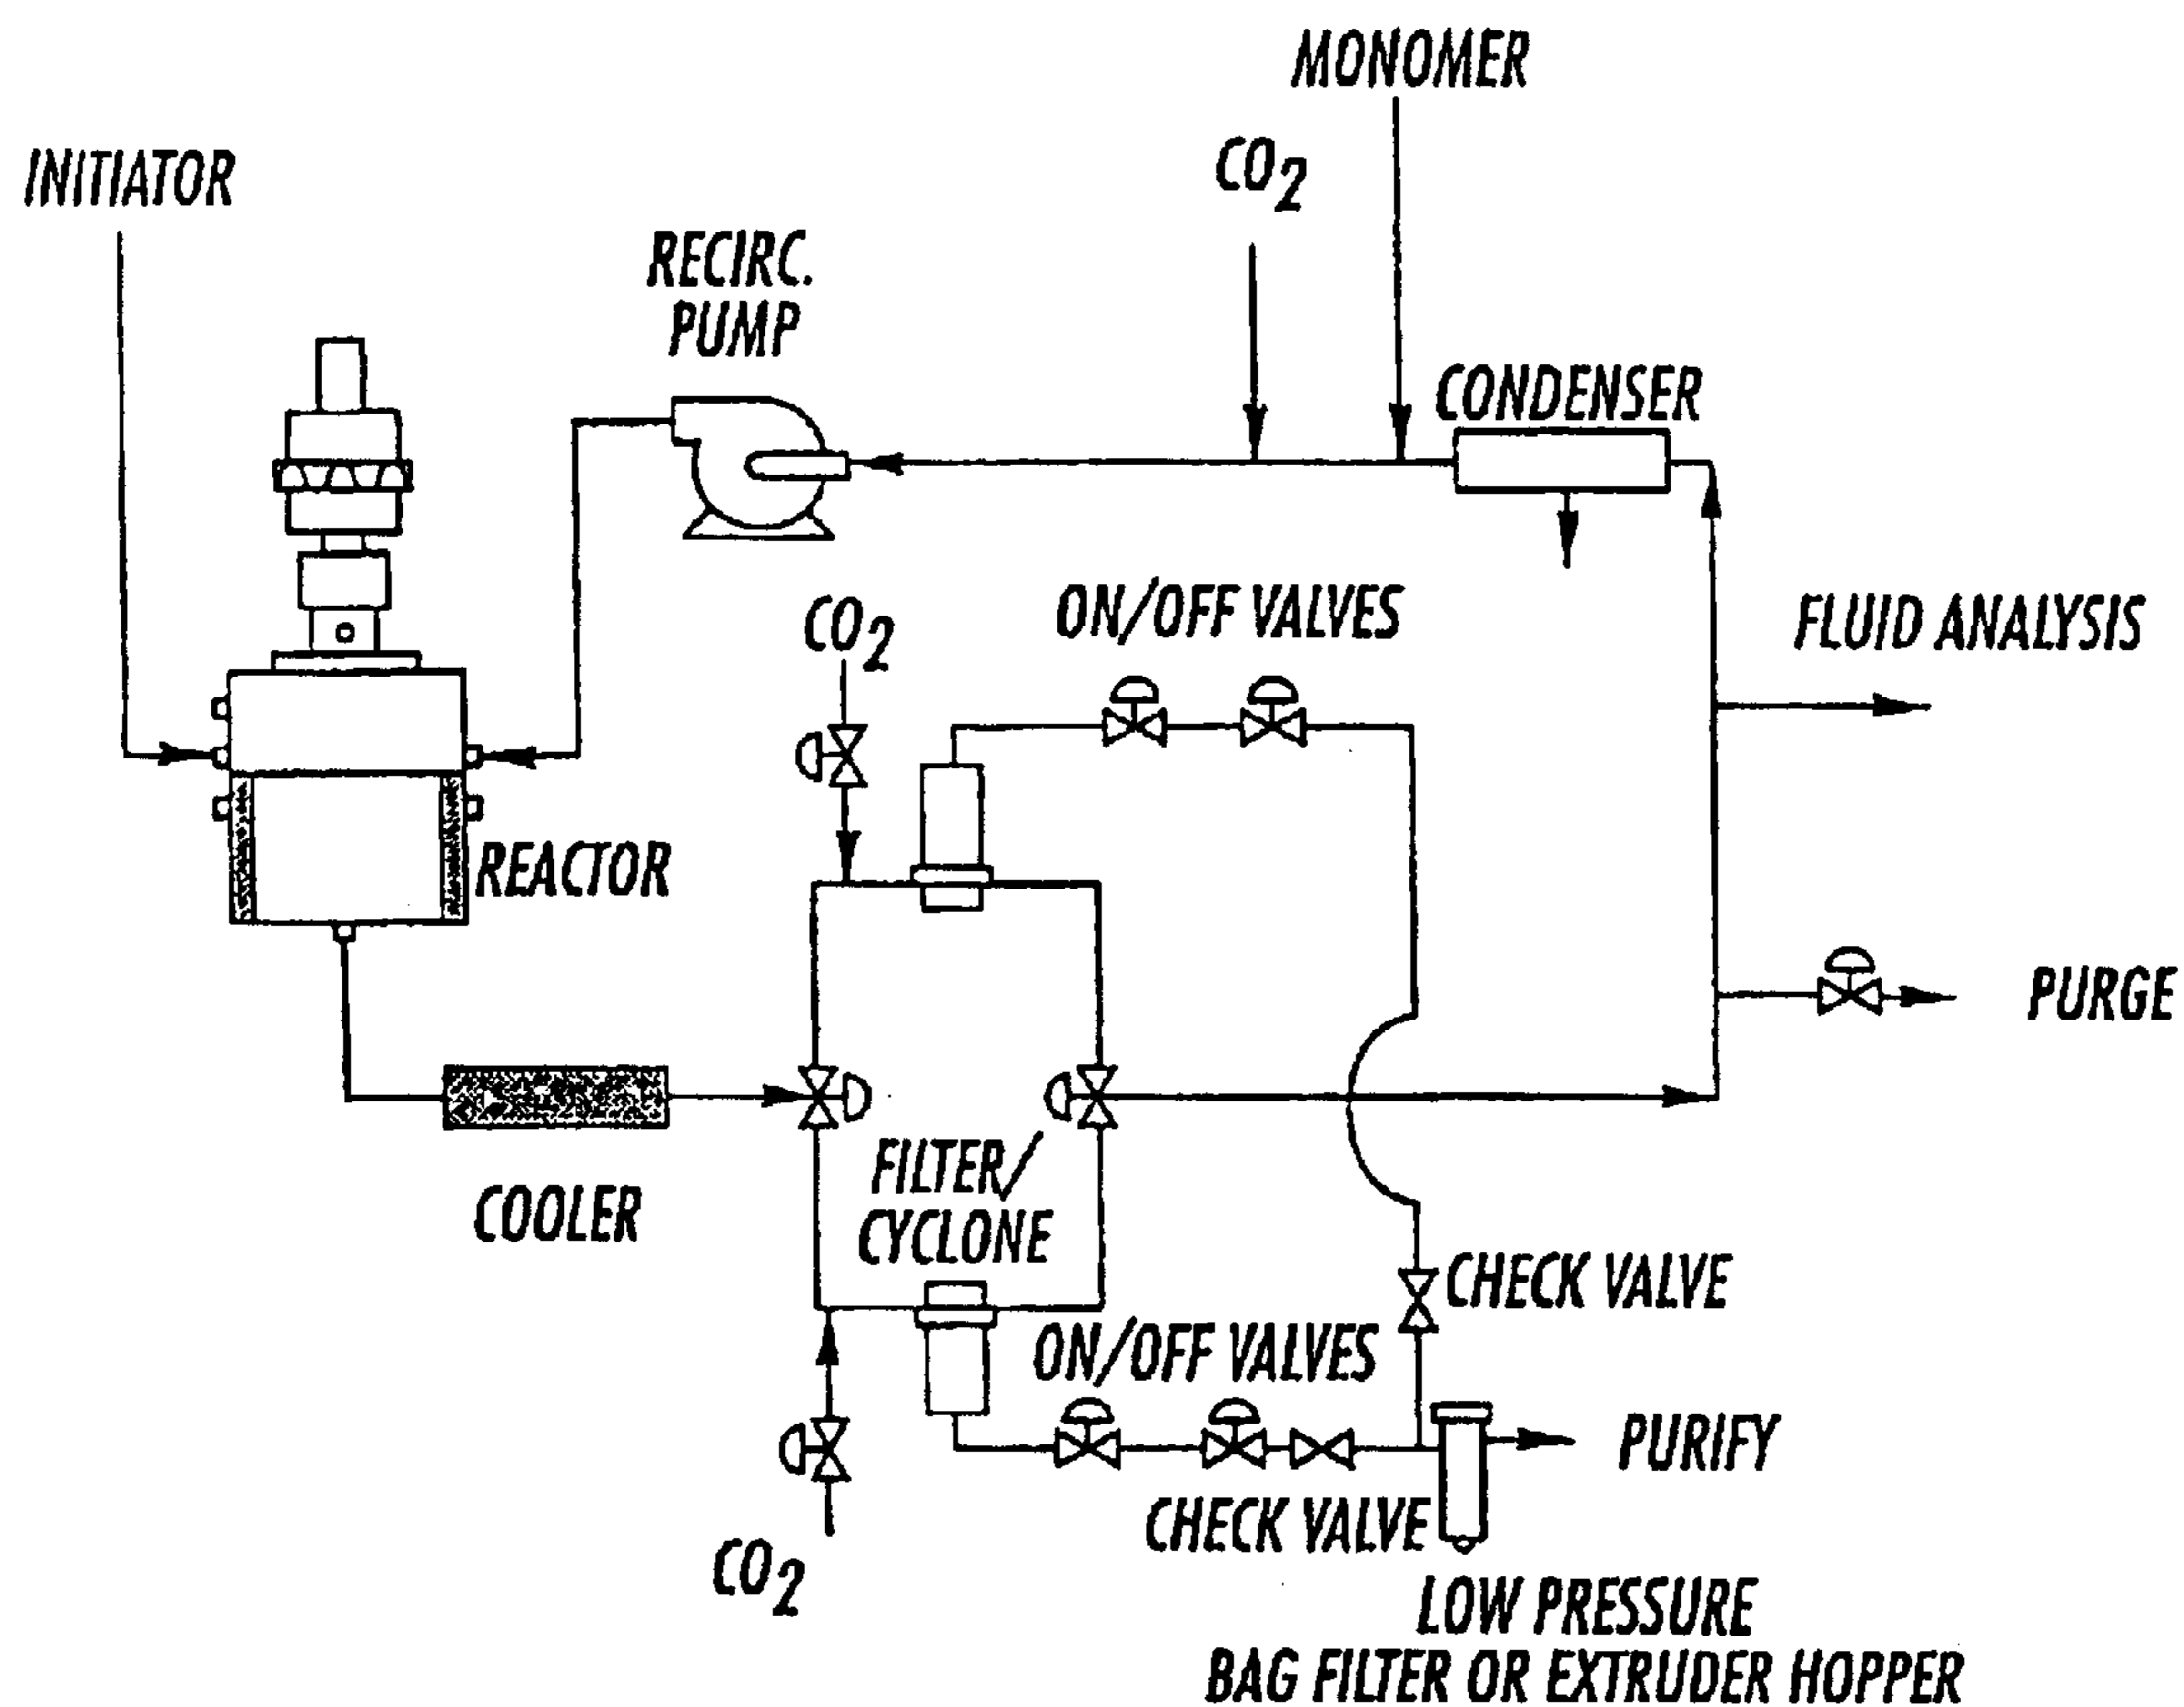 MONOMER
CO2
INITIATOR
RECIRC.
PUMP
CONDENSER
CO2
ON/OFF VALVES
FLUID ANALYSIS
REACTOR
PURGE
FILTER/
CYCLONE
COOLER
CHECK VALVE
ON/OFF VALVES
PURIFY
CHECK VALVE
CO2
LOW PRESSURE
BAG FILTER OR EXTRUDER HOPPER